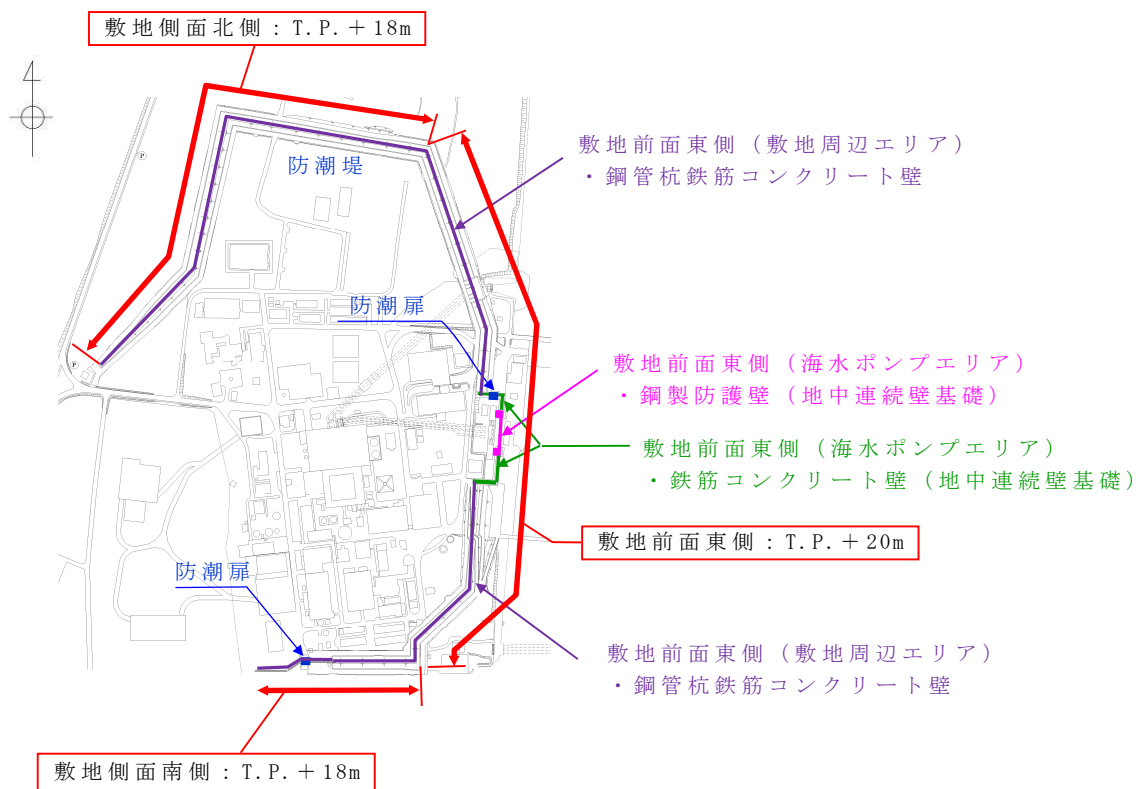 敷地側面北側：T.P.＋18m
4
P
敷地前面東側（敷地周辺エリア）
・鋼管杭鉄筋コンクリート壁
防潮堤
防潮扉
敷地前面東側（海水ポンプエリア）
・鋼製防護壁（地中連続壁基礎）
P
敷地前面東側（海水ポンプエリア）
・鉄筋コンクリート壁（地中連続壁基礎）
敷地前面東側：T.P.＋20m
防潮扉
敷地前面東側（敷地周辺エリア）
・鋼管杭鉄筋コンクリート壁
敷地側面南側：T.P.＋18m